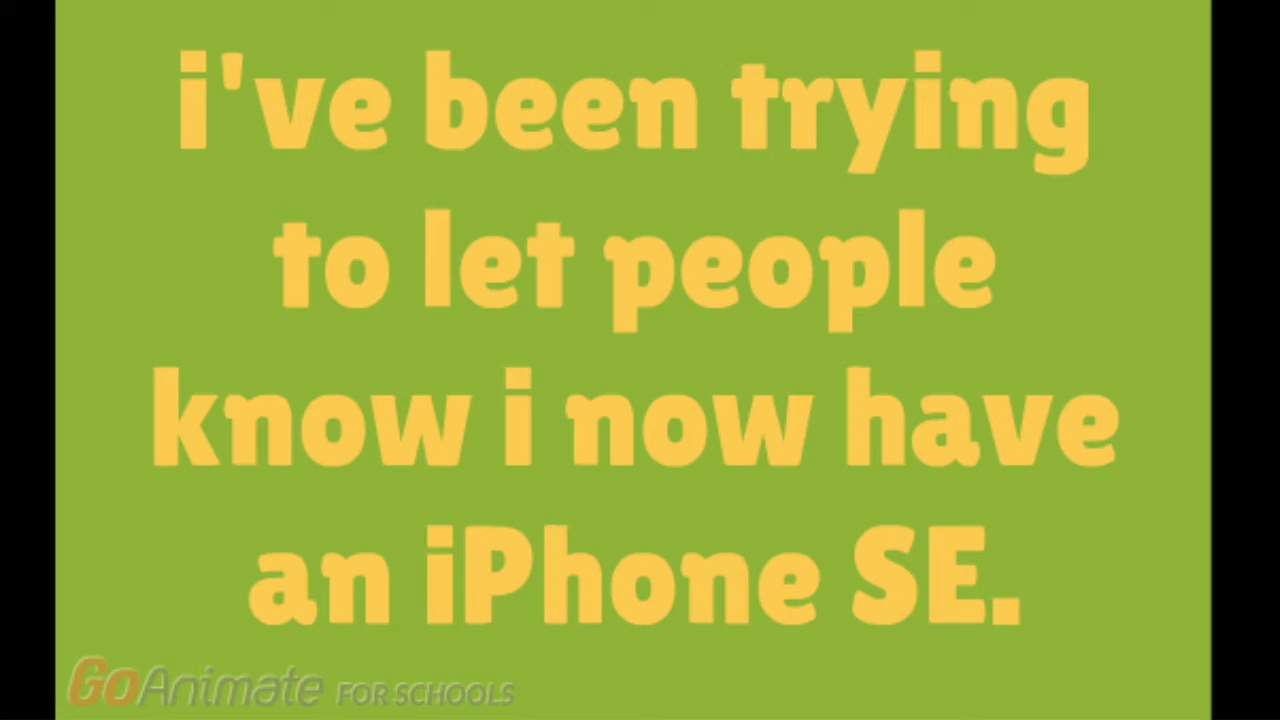 i've been trying
to let people
know i now have
an iPhone SE.
GoAnimate FOR SCHOOLS